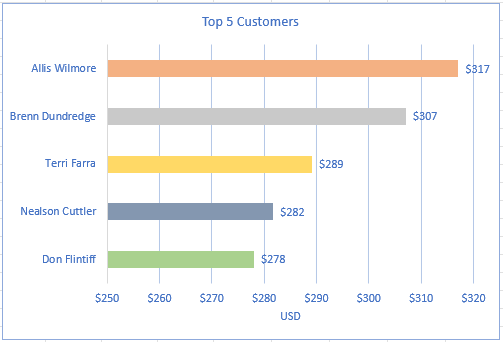 Top 5 Customers
Allis Wilmore $317
Brenn Dundredge $307
Terri Farra $289
Nealson Cuttler $282
Don Flintiff $278
$250 $260 $270 $280 $290 $300 $310 $320
USD